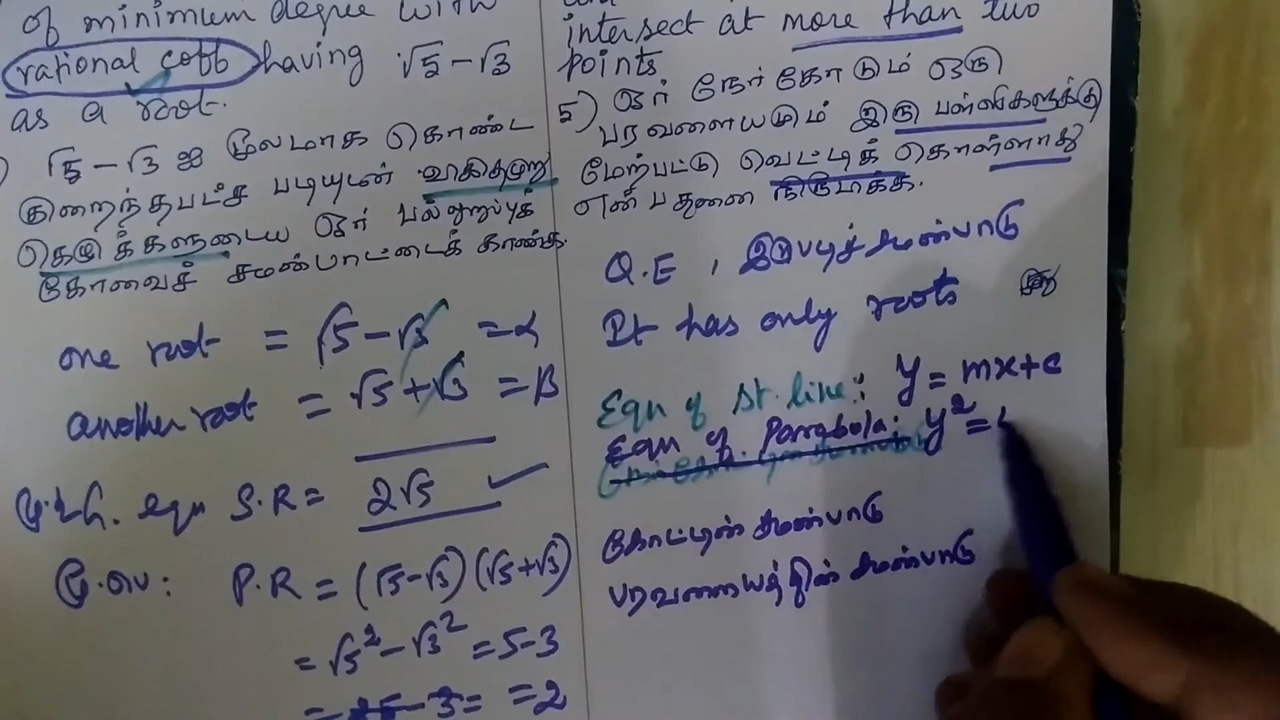 of minimum degree with
rational coff having √5-√3
as a root.
√5-√3 ஐ மூலமாக கொண்ட
குறைந்தபட்ச படியுடன் விகிதமுறு
கெழுக்களுடைய ஓர் பல்லுறுப்புக்
கோவைச் சமன்பாட்டைக் காண்க.
one root = √5-√3 =α
another root = √5+√3 =β
equ S.R= 2√5
P.R = (√5-√3)(√5+√3)
= √5²-√3² =5-3
=2
intersect at more than two
points
5) ஓர் நேர்கோடும் ஒரு
பரவளையமும் இரு புள்ளிகளுக்கு
மேற்பட்டு வெட்டிக் கொள்ளாது
என்பதனை நிரூபிக்க.
Q.E, இருபடிச் சமன்பாடு
It has only roots
Eqn of St. line: y = mx+c
Eqn of Parabola: y² =
கோட்டின் சமன்பாடு
பரவளையத்தின் சமன்பாடு